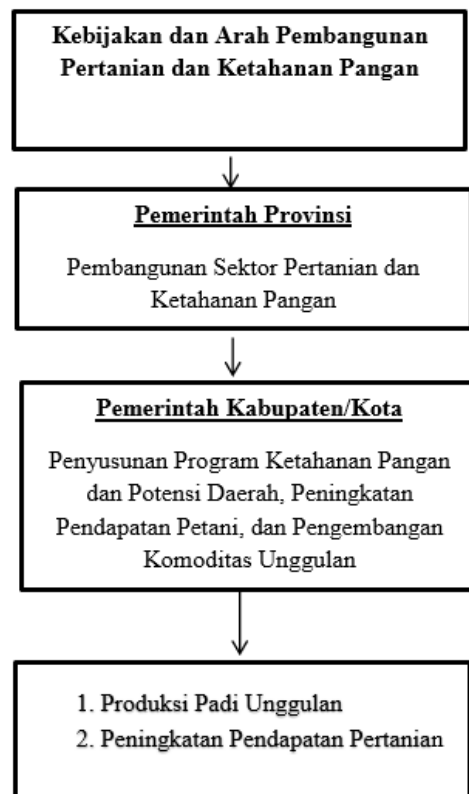 Kebijakan dan Arah Pembangunan
Pertanian dan Ketahanan Pangan
Pemerintah Provinsi
Pembangunan Sektor Pertanian dan
Ketahanan Pangan
Pemerintah Kabupaten/Kota
Penyusunan Program Ketahanan Pangan
dan Potensi Daerah, Peningkatan
Pendapatan Petani, dan Pengembangan
Komoditas Unggulan
1. Produksi Padi Unggulan
2. Peningkatan Pendapatan Pertanian